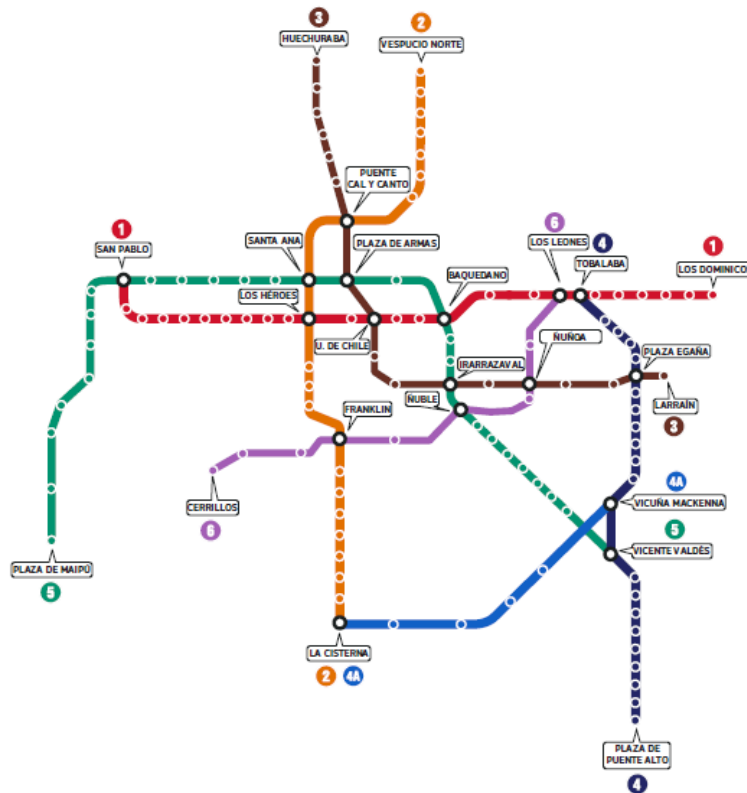 3
HUECHURABA
2
VESPUCIO NORTE
PUENTE
CAL Y CANTO
1
SAN PABLO
SANTA ANA
PLAZA DE ARMAS
6
LOS LEONES
4
TOBALABA
1
LOS DOMINICO
BAQUEDANO
LOS HÉROES
U. DE CHILE
IRARRAZAVAL
ÑUÑOA
PLAZA EGAÑA
ÑUBLE
FRANKLIN
LARRAÍN
3
CERRILLOS
6
4A
VICUÑA MACKENNA
5
VICENTE VALDÉS
PLAZA DE MAIPÚ
5
LA CISTERNA
2
4A
PLAZA DE
PUENTE ALTO
4